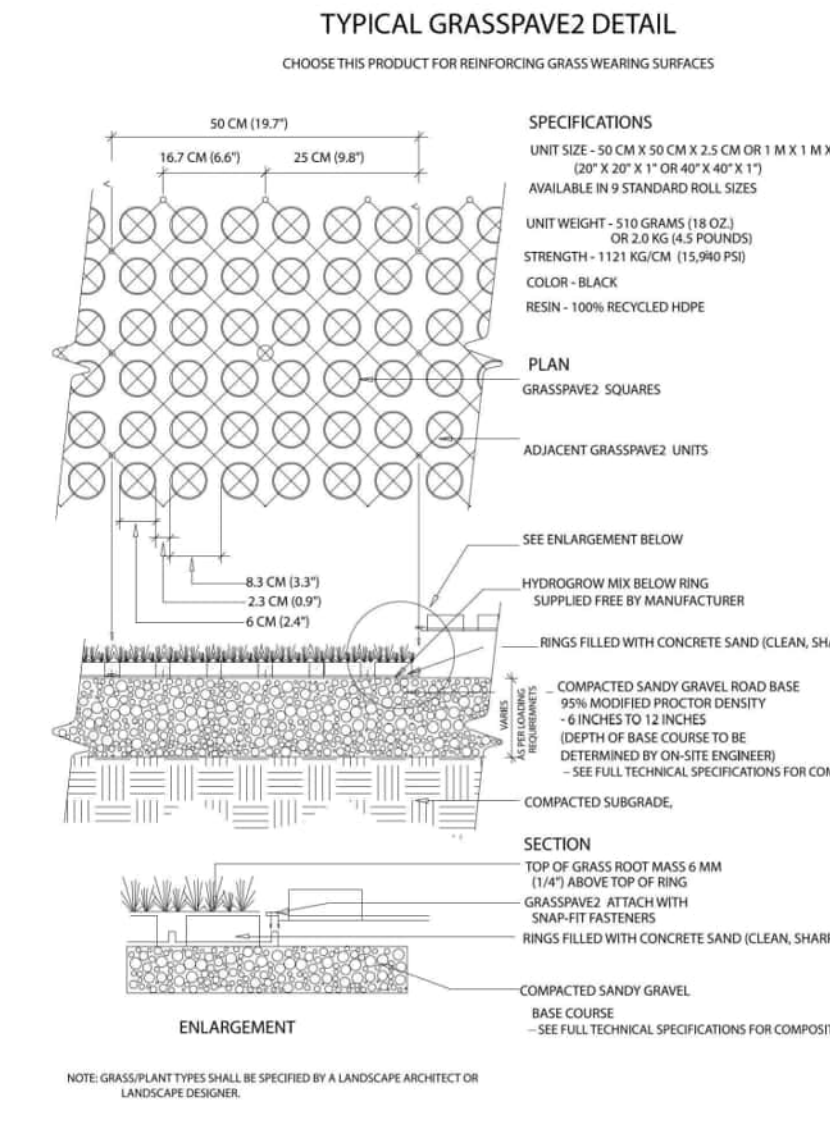 TYPICAL GRASSPAVE2 DETAIL
CHOOSE THIS PRODUCT FOR REINFORCING GRASS WEARING SURFACES
50 CM (19.7")
16.7 CM (6.6")
25 CM (9.8")
SPECIFICATIONS
UNIT SIZE - 50 CM X 50 CM X 2.5 CM OR 1 M X 1 M X
(20" X 20" X 1" OR 40" X 40" X 1")
AVAILABLE IN 9 STANDARD ROLL SIZES
UNIT WEIGHT - 510 GRAMS (18 OZ.)
OR 2.0 KG (4.5 POUNDS)
STRENGTH - 1121 KG/CM (15,940 PSI)
COLOR - BLACK
RESIN - 100% RECYCLED HDPE
PLAN
GRASSPAVE2 SQUARES
ADJACENT GRASSPAVE2 UNITS
SEE ENLARGEMENT BELOW
8.3 CM (3.3")
2.3 CM (0.9")
6 CM (2.4")
HYDROGROW MIX BELOW RING
SUPPLIED FREE BY MANUFACTURER
RINGS FILLED WITH CONCRETE SAND (CLEAN,
VARIES
AS PER LOADING
REQUIREMNETS
COMPACTED SANDY GRAVEL ROAD BASE
95% MODIFIED PROCTOR DENSITY
- 6 INCHES TO 12 INCHES
(DEPTH OF BASE COURSE TO BE
DETERMINED BY ON-SITE ENGINEER)
– SEE FULL TECHNICAL SPECIFICATIONS FOR
COMPACTED SUBGRADE,
SECTION
TOP OF GRASS ROOT MASS 6 MM
(1/4") ABOVE TOP OF RING
GRASSPAVE2 ATTACH WITH
SNAP-FIT FASTENERS
RINGS FILLED WITH CONCRETE SAND (CLEAN, SHARP
COMPACTED SANDY GRAVEL
BASE COURSE
– SEE FULL TECHNICAL SPECIFICATIONS FOR
ENLARGEMENT
NOTE: GRASS/PLANT TYPES SHALL BE SPECIFIED BY A LANDSCAPE ARCHITECT OR
LANDSCAPE DESIGNER.